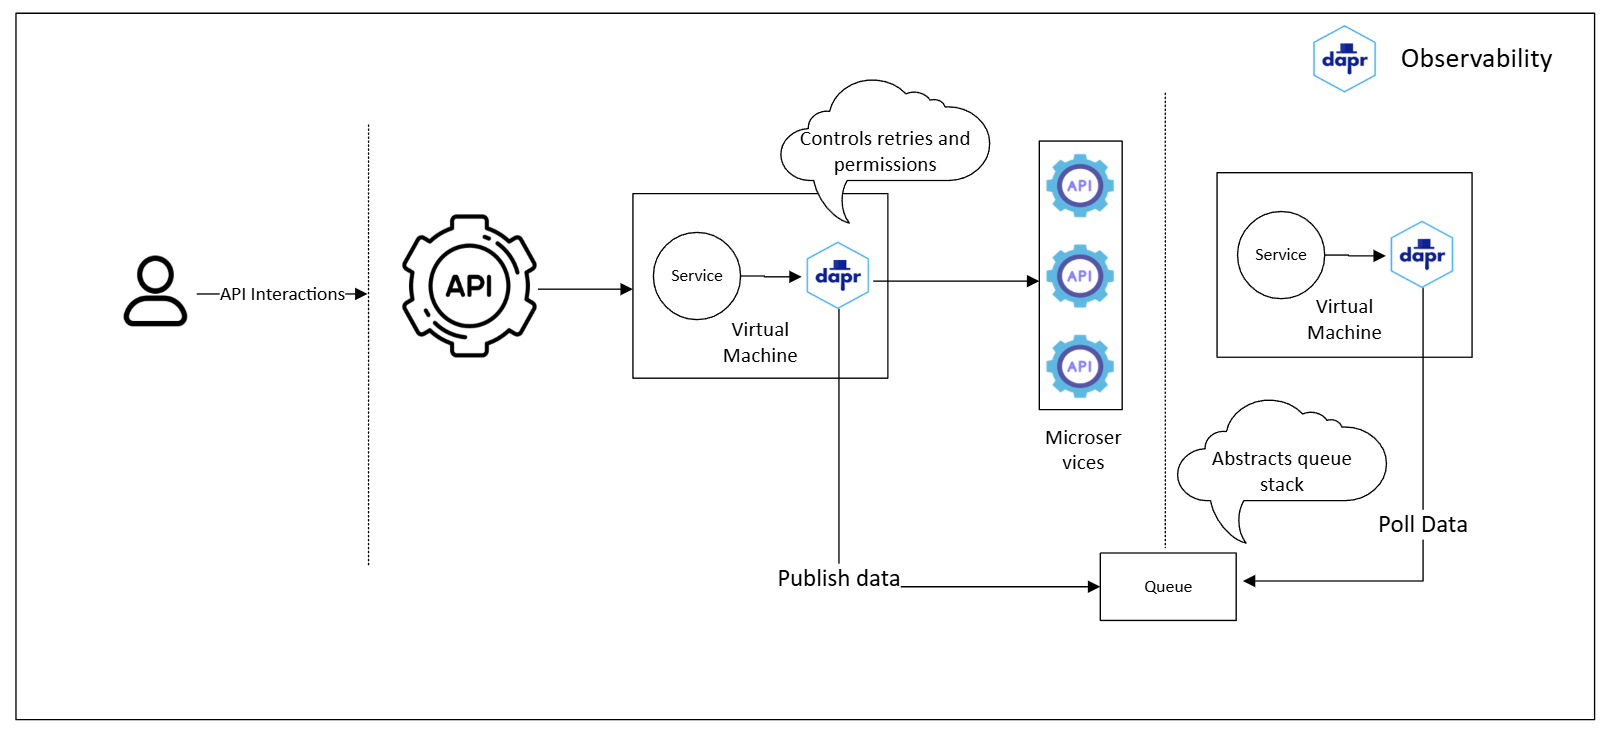 dapr
Observability
Controls retries and
permissions
API
API
API
API
API Interactions
Service
dapr
Virtual
Machine
Microser
vices
Service
dapr
Virtual
Machine
Abstracts queue
stack
Poll Data
Publish data
Queue